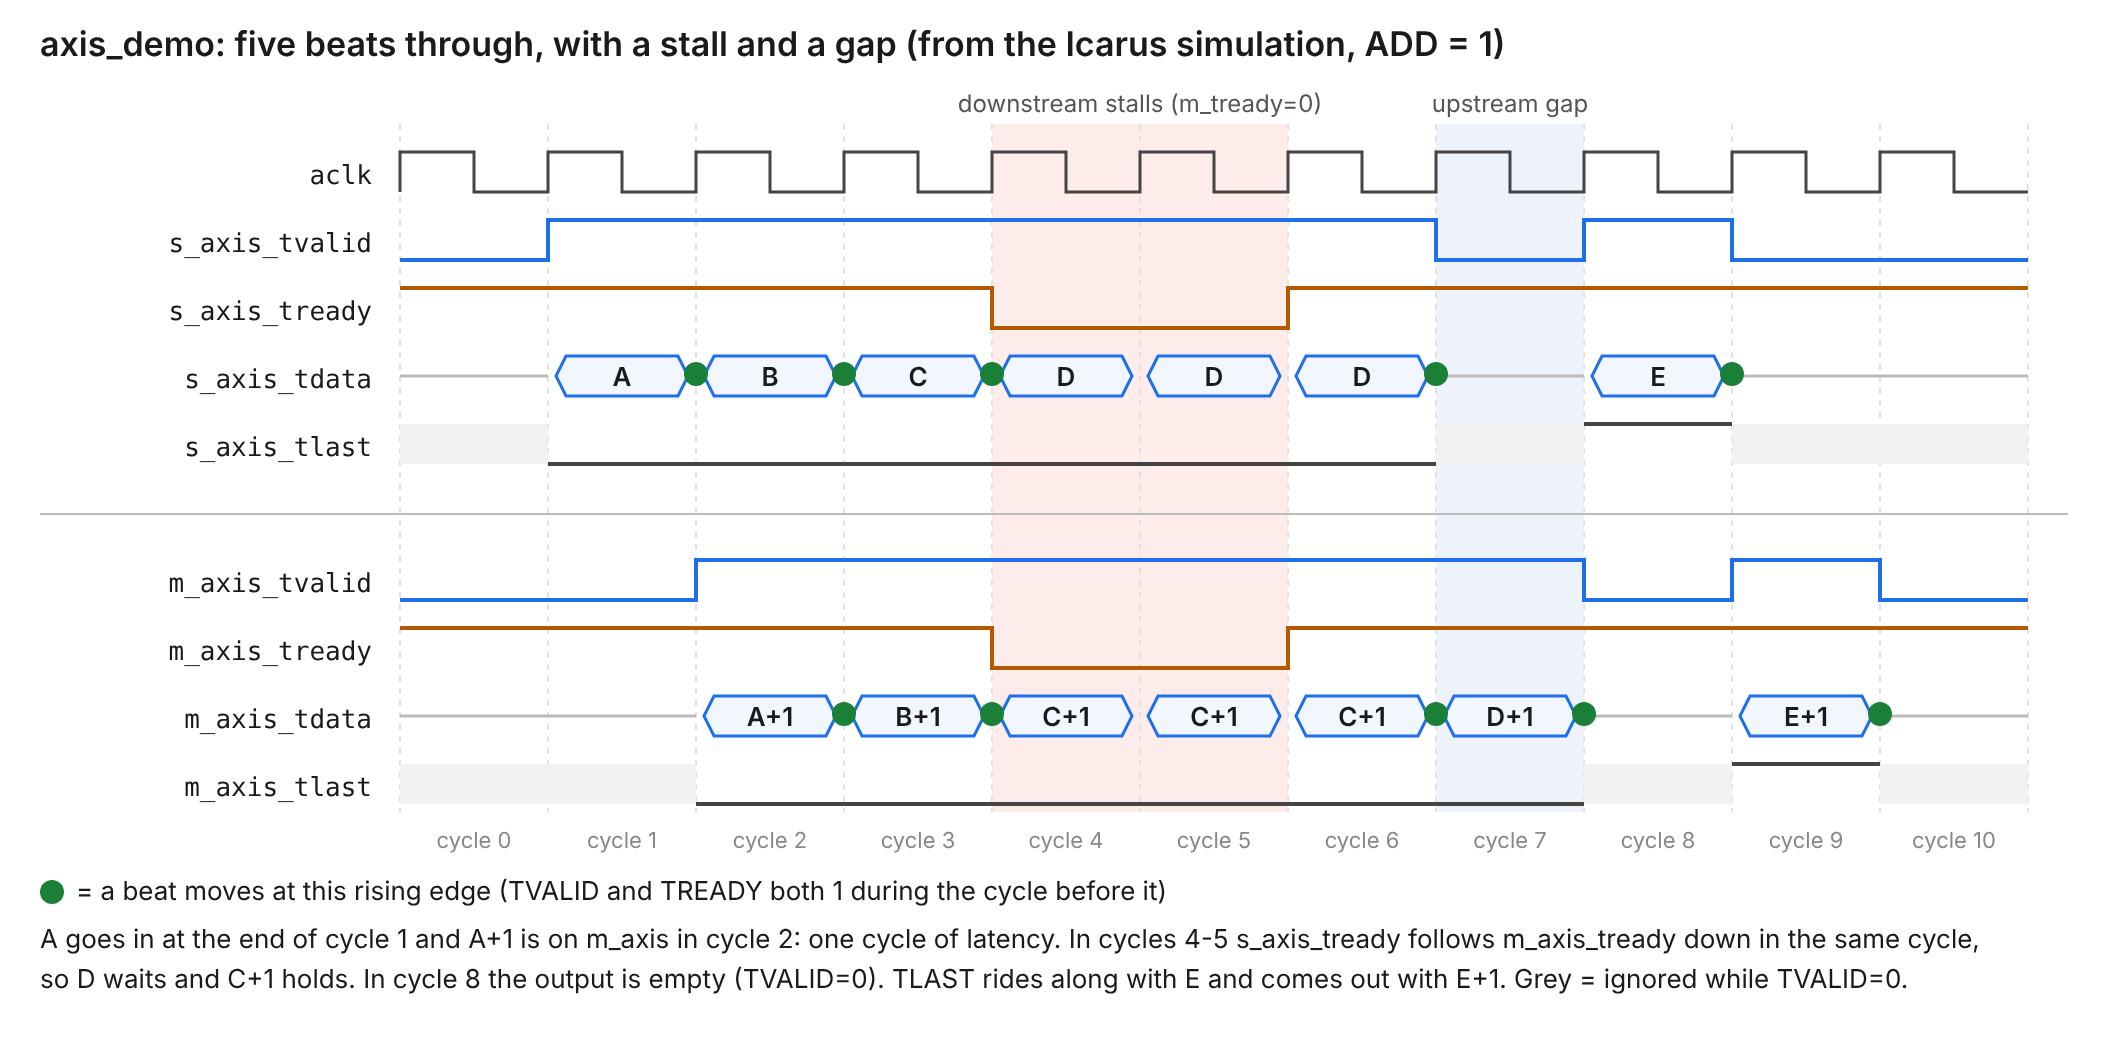 axis_demo: five beats through, with a stall and a gap (from the Icarus simulation, ADD = 1)
downstream stalls (m_tready=0) upstream gap
aclk
s_axis_tvalid
s_axis_tready
s_axis_tdata A B C D D D E
s_axis_tlast
m_axis_tvalid
m_axis_tready
m_axis_tdata A+1 B+1 C+1 C+1 C+1 D+1 E+1
m_axis_tlast
cycle 0 cycle 1 cycle 2 cycle 3 cycle 4 cycle 5 cycle 6 cycle 7 cycle 8 cycle 9 cycle 10
= a beat moves at this rising edge (TVALID and TREADY both 1 during the cycle before it)
A goes in at the end of cycle 1 and A+1 is on m_axis in cycle 2: one cycle of latency. In cycles 4-5 s_axis_tready follows m_axis_tready down in the same cycle,
so D waits and C+1 holds. In cycle 8 the output is empty (TVALID=0). TLAST rides along with E and comes out with E+1. Grey = ignored while TVALID=0.